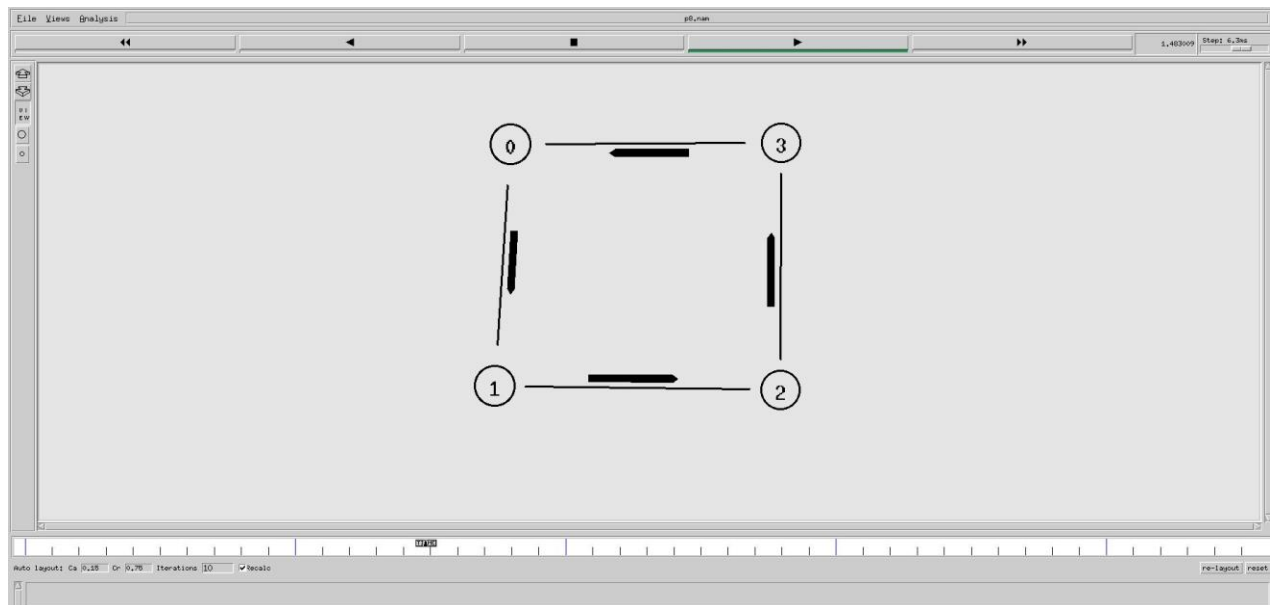 File Views Analysis p0.nam
1.483009 Step: 6.3ms
0 3
1 2
Auto layout: Ca 0.15 Cr 0.75 Iterations 10 Recalc re-layout reset